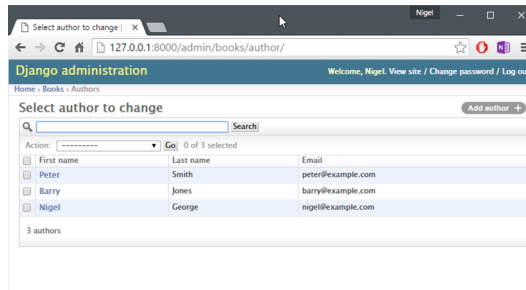 Nigel
Select author to change |
127.0.0.1:8000/admin/books/author/
Django administration
Welcome, Nigel. View site / Change password / Log ou
Home › Books › Authors
Select author to change
Add author +
Search
Action: --------- Go 0 of 3 selected
First name Last name Email
Peter Smith peter@example.com
Barry Jones barry@example.com
Nigel George nigel@example.com
3 authors